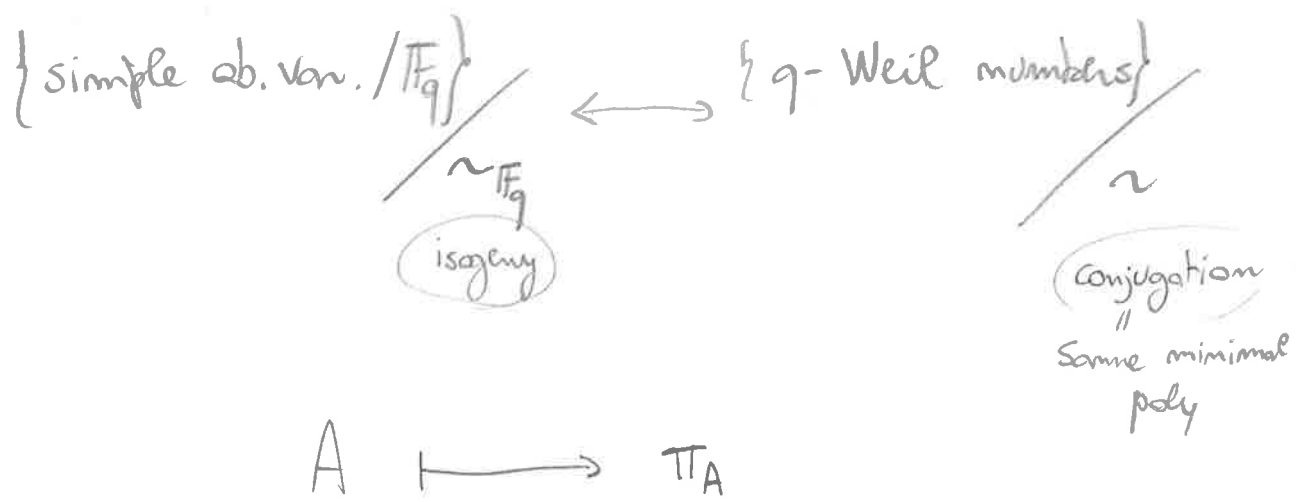 {simple ab. var. /𝔽_q} / ~𝔽_q ⟷ {q-Weil numbers} / ~
isogeny
conjugation
=
Same minimal
poly
A ⟼ π_A